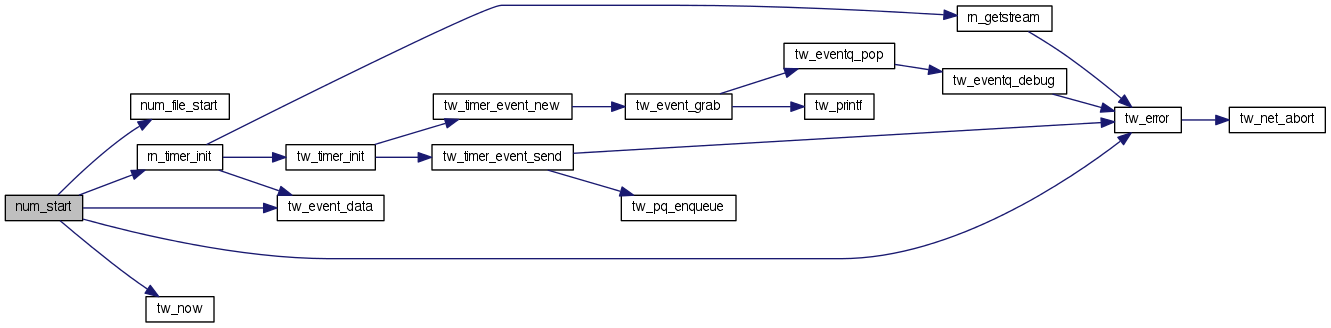 rn_getstream
tw_eventq_pop
tw_eventq_debug
num_file_start
tw_timer_event_new
tw_event_grab
tw_printf
tw_error
tw_net_abort
rn_timer_init
tw_timer_init
tw_timer_event_send
num_start
tw_event_data
tw_pq_enqueue
tw_now